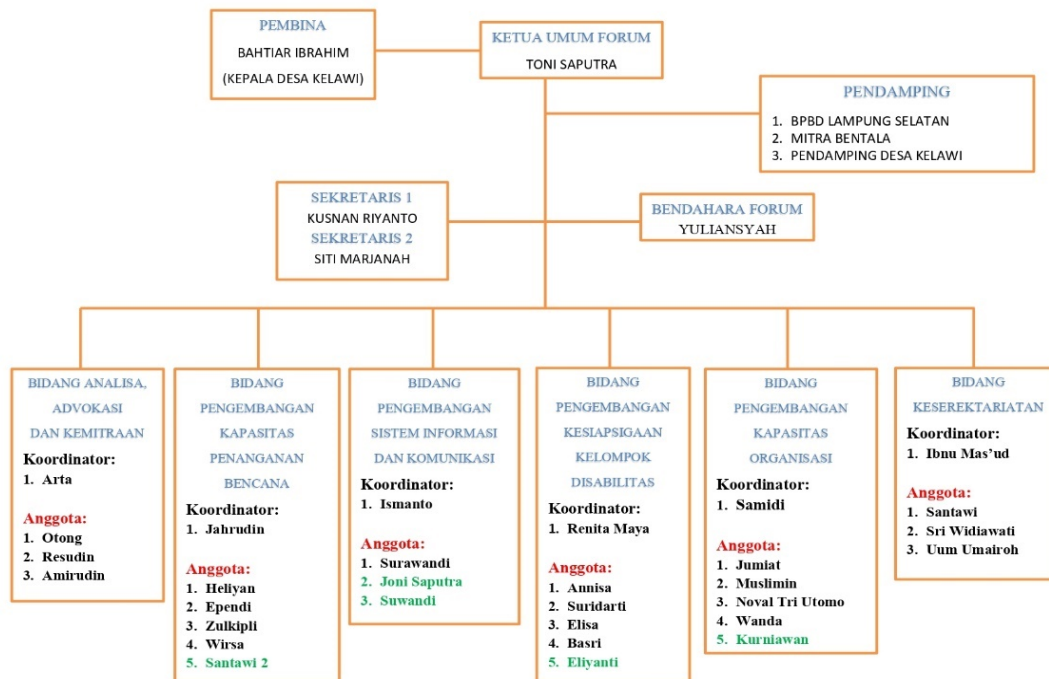 PEMBINA
BAHTIAR IBRAHIM
(KEPALA DESA KELAWI)
KETUA UMUM FORUM
TONI SAPUTRA
PENDAMPING
1. BPBD LAMPUNG SELATAN
2. MITRA BENTALA
3. PENDAMPING DESA KELAWI
SEKRETARIS 1
KUSNAN RIYANTO
SEKRETARIS 2
SITI MARJANAH
BENDAHARA FORUM
YULIANSYAH
BIDANG ANALISA,
ADVOKASI
DAN KEMITRAAN
Koordinator:
1. Arta
Anggota:
1. Otong
2. Resudin
3. Amirudin
BIDANG
PENGEMBANGAN
KAPASITAS
PENANGANAN
BENCANA
Koordinator:
1. Jahrudin
Anggota:
1. Heliyan
2. Ependi
3. Zulkipli
4. Wirsa
5. Santawi 2
BIDANG
PENGEMBANGAN
SISTEM INFORMASI
DAN KOMUNIKASI
Koordinator:
1. Ismanto
Anggota:
1. Surawandi
2. Joni Saputra
3. Suwandi
BIDANG
PENGEMBANGAN
KESIAPSIGAAN
KELOMPOK
DISABILITAS
Koordinator:
1. Renita Maya
Anggota:
1. Annisa
2. Suridarti
3. Elisa
4. Basri
5. Eliyanti
BIDANG
PENGEMBANGAN
KAPASITAS
ORGANISASI
Koordinator:
1. Samidi
Anggota:
1. Jumiat
2. Muslimin
3. Noval Tri Utomo
4. Wanda
5. Kurniawan
BIDANG
KESEREKTARIATAN
Koordinator:
1. Ibnu Mas’ud
Anggota:
1. Santawi
2. Sri Widiawati
3. Uum Umairoh